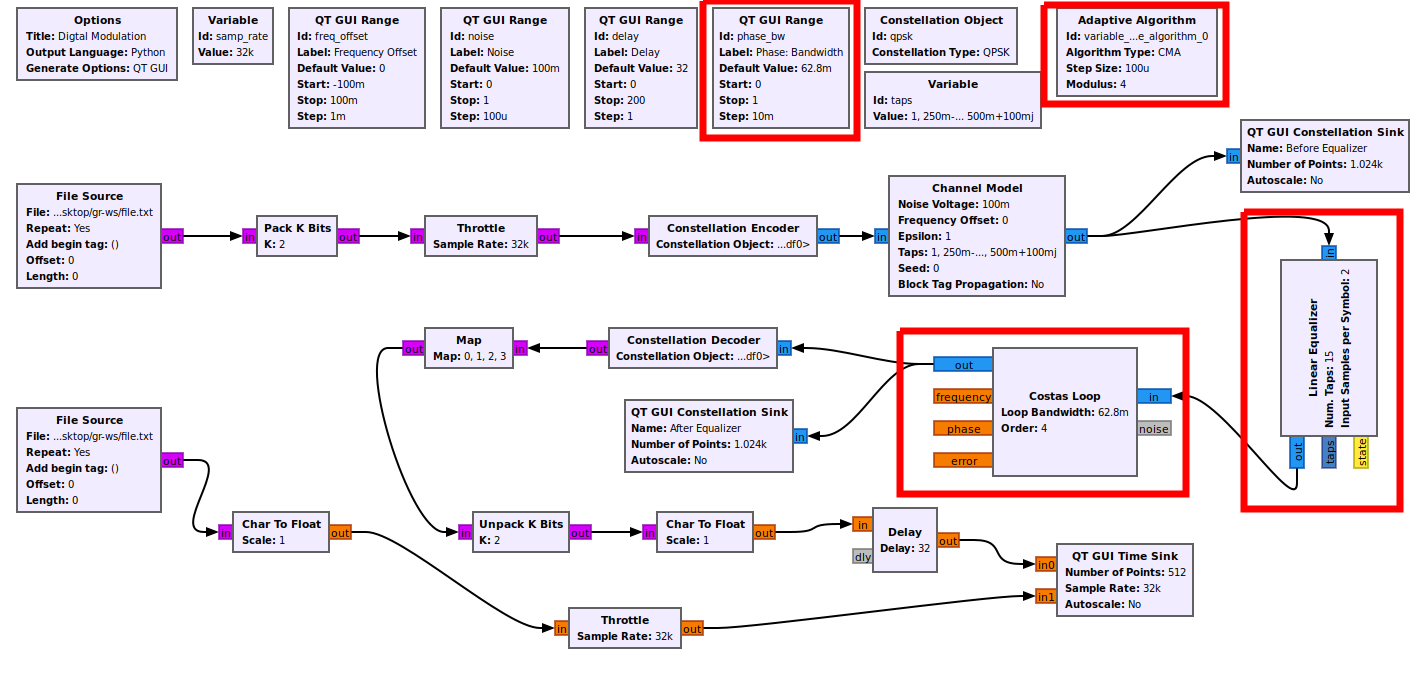 Options
Title: Digtal Modulation
Output Language: Python
Generate Options: QT GUI
Variable
Id: samp_rate
Value: 32k
QT GUI Range
Id: freq_offset
Label: Frequency Offset
Default Value: 0
Start: -100m
Stop: 100m
Step: 1m
QT GUI Range
Id: noise
Label: Noise
Default Value: 100m
Start: 0
Stop: 1
Step: 100u
QT GUI Range
Id: delay
Label: Delay
Default Value: 32
Start: 0
Stop: 200
Step: 1
QT GUI Range
Id: phase_bw
Label: Phase: Bandwidth
Default Value: 62.8m
Start: 0
Stop: 1
Step: 10m
Constellation Object
Id: qpsk
Constellation Type: QPSK
Variable
Id: taps
Value: 1, 250m-... 500m+100mj
Adaptive Algorithm
Id: variable_...e_algorithm_0
Algorithm Type: CMA
Step Size: 100u
Modulus: 4
QT GUI Constellation Sink
Name: Before Equalizer
Number of Points: 1.024k
Autoscale: No
in
File Source
File: ...sktop/gr-ws/file.txt
Repeat: Yes
Add begin tag: ()
Offset: 0
Length: 0
out
in
Pack K Bits
K: 2
out
in
Throttle
Sample Rate: 32k
out
in
Constellation Encoder
Constellation Object: ...df0>
out
in
Channel Model
Noise Voltage: 100m
Frequency Offset: 0
Epsilon: 1
Taps: 1, 250m-..., 500m+100mj
Seed: 0
Block Tag Propagation: No
out
in
Linear Equalizer
Num. Taps: 15
Input Samples per Symbol: 2
out
taps
state
out
Map
Map: 0, 1, 2, 3
in
out
Constellation Decoder
Constellation Object: ...df0>
in
out
frequency
phase
error
Costas Loop
Loop Bandwidth: 62.8m
Order: 4
in
noise
QT GUI Constellation Sink
Name: After Equalizer
Number of Points: 1.024k
Autoscale: No
in
File Source
File: ...sktop/gr-ws/file.txt
Repeat: Yes
Add begin tag: ()
Offset: 0
Length: 0
out
in
Char To Float
Scale: 1
out
in
Unpack K Bits
K: 2
out
in
Char To Float
Scale: 1
out
in
dly
Delay
Delay: 32
out
in0
in1
QT GUI Time Sink
Number of Points: 512
Sample Rate: 32k
Autoscale: No
in
Throttle
Sample Rate: 32k
out